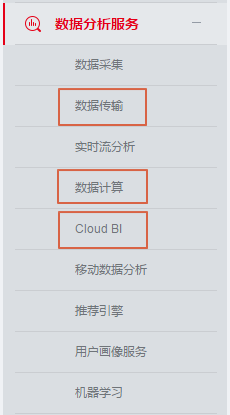 数据分析服务
数据采集
数据传输
实时流分析
数据计算
Cloud BI
移动数据分析
推荐引擎
用户画像服务
机器学习